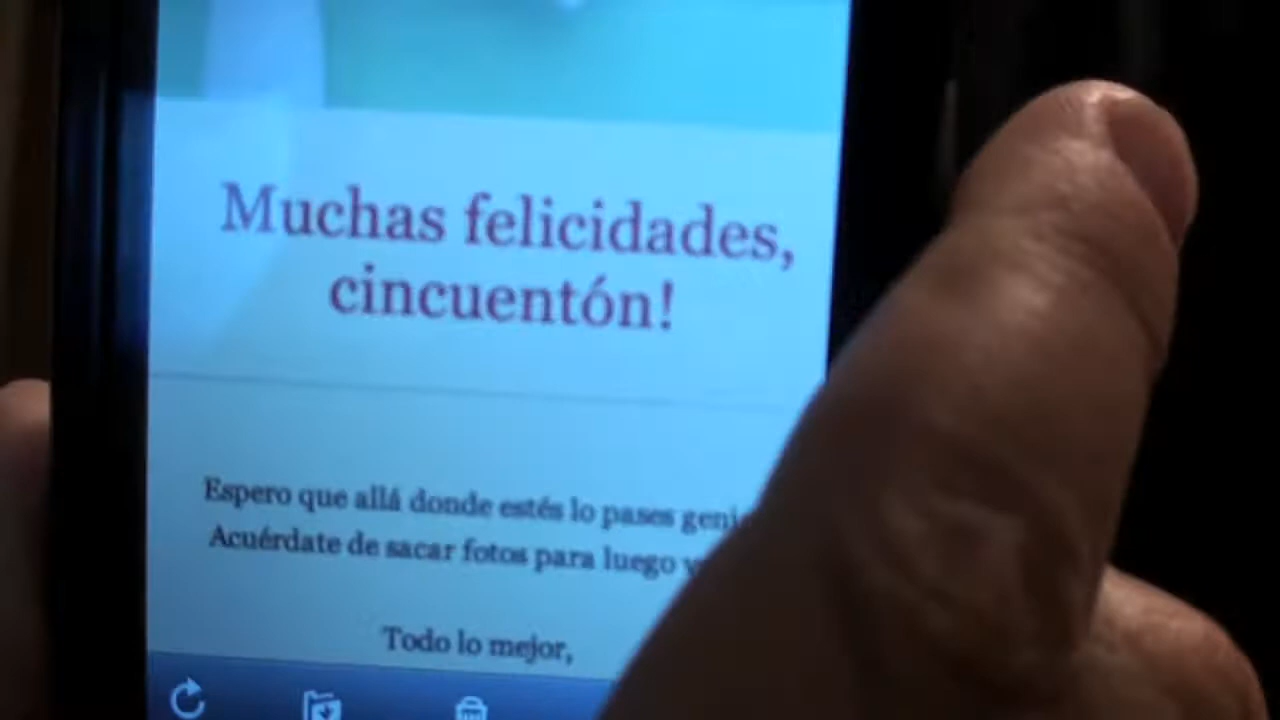 Muchas felicidades,
cincuentón!
Espero que allá donde estés lo pases
Acuérdate de sacar fotos para luego
Todo lo mejor,